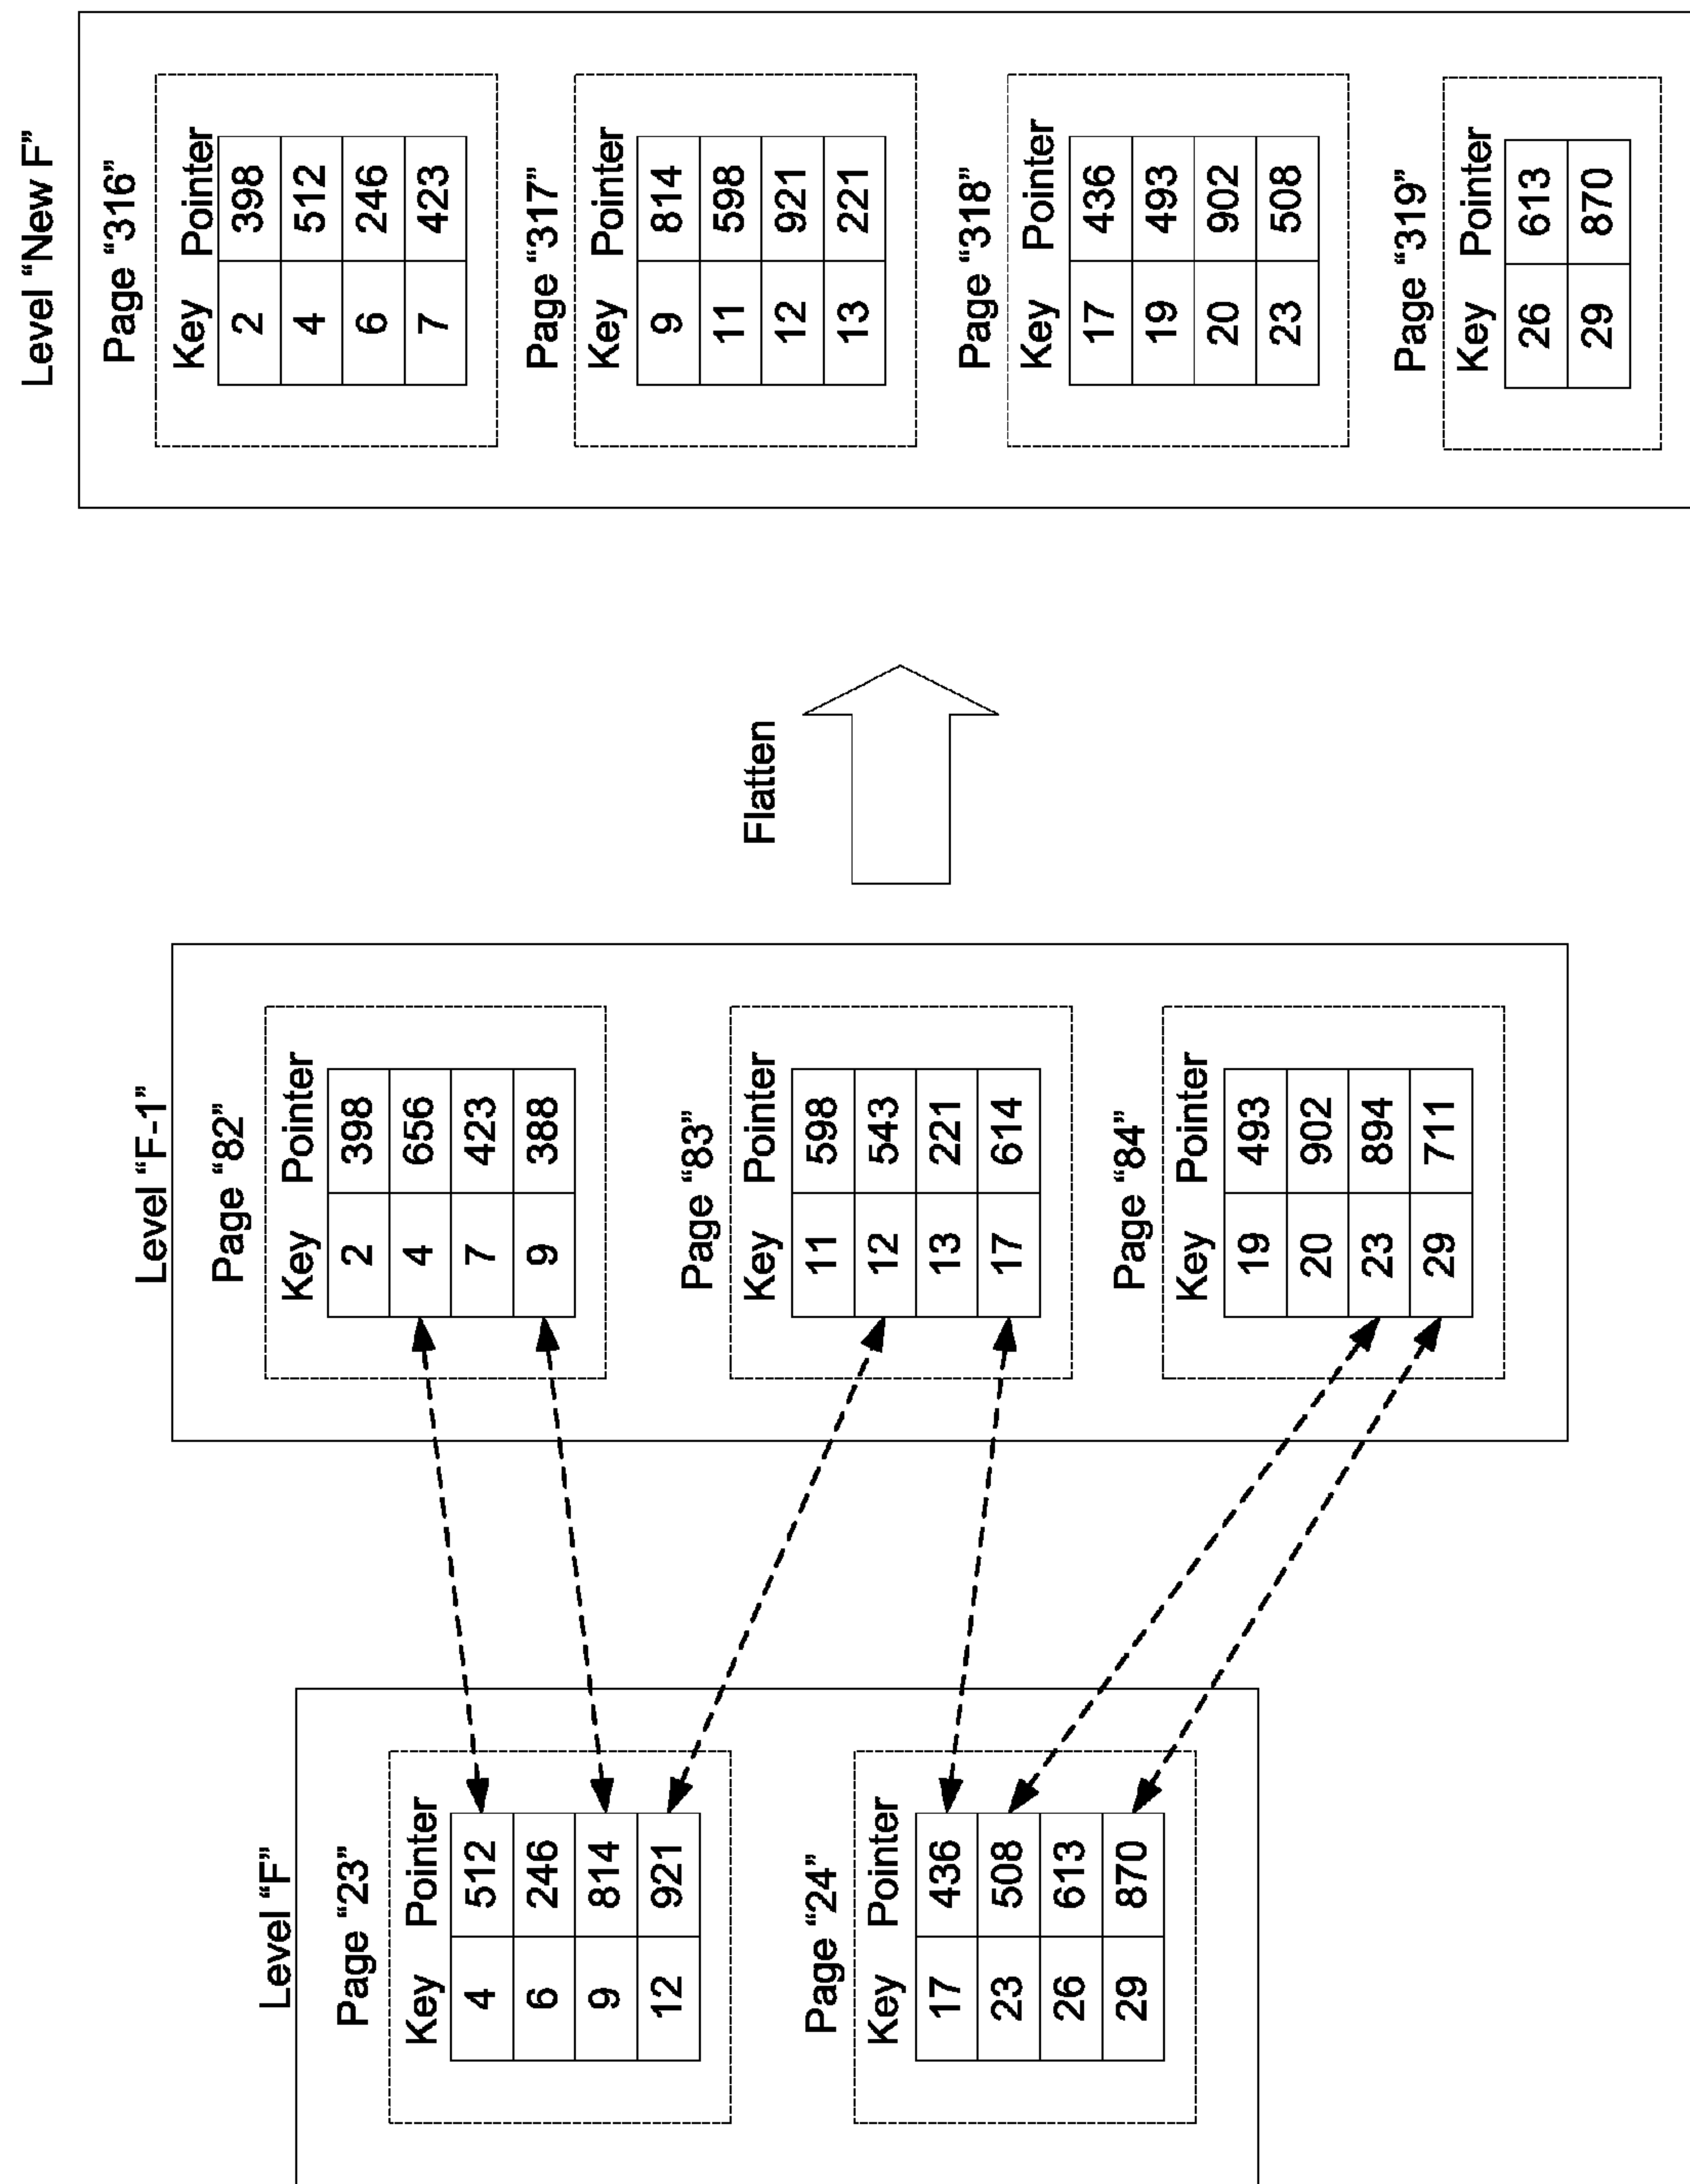 Level “F”
Page “23”
Key Pointer
4 512
6 246
9 814
12 921
Page “24”
Key Pointer
17 436
23 508
26 613
29 870
Level “F-1”
Page “82”
Key Pointer
2 398
4 656
7 423
9 388
Page “83”
Key Pointer
11 598
12 543
13 221
17 614
Page “84”
Key Pointer
19 493
20 902
23 894
29 711
Flatten
Level “New F”
Page “316”
Key Pointer
2 398
4 512
6 246
7 423
Page “317”
Key Pointer
9 814
11 598
12 921
13 221
Page “318”
Key Pointer
17 436
19 493
20 902
23 508
Page “319”
Key Pointer
26 613
29 870